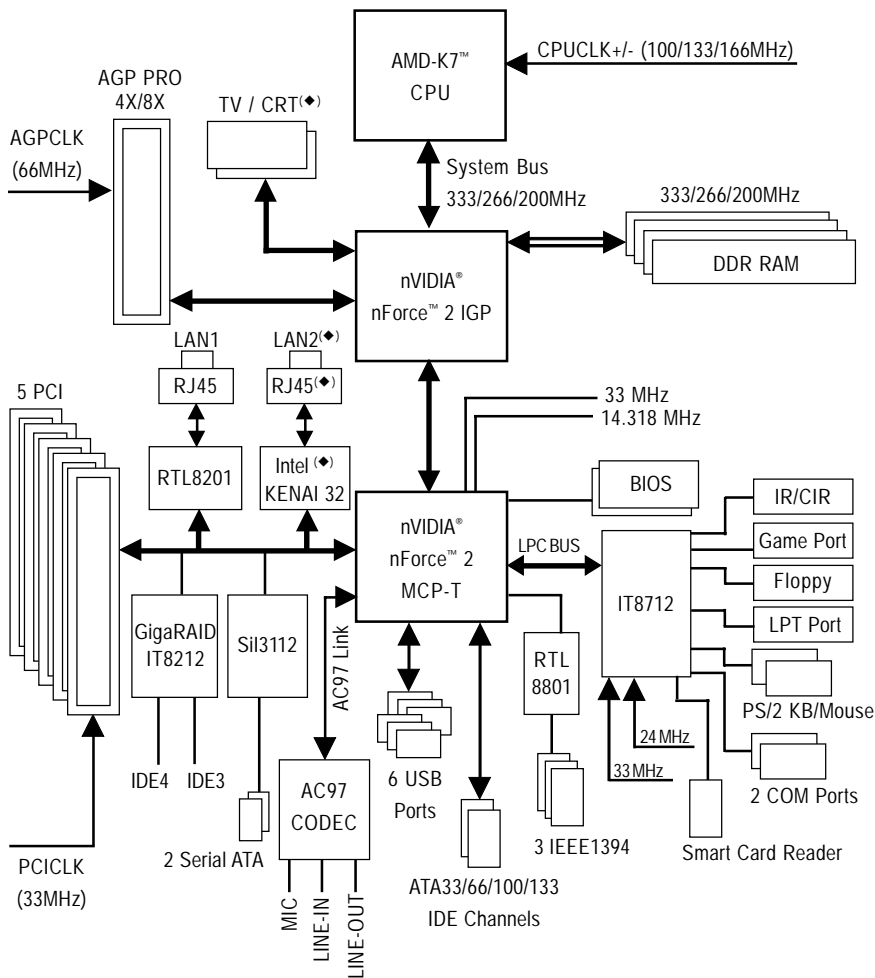 AMD-K7™
CPU
CPUCLK+/- (100/133/166MHz)
AGP PRO
4X/8X
TV / CRT(◆)
AGPCLK
(66MHz)
System Bus
333/266/200MHz
333/266/200MHz
DDR RAM
nVIDIA®
nForce™ 2 IGP
LAN1
RJ45
LAN2(◆)
RJ45(◆)
5 PCI
33 MHz
14.318 MHz
RTL8201
Intel (◆)
KENAI 32
BIOS
nVIDIA®
nForce™ 2
MCP-T
LPC BUS
IT8712
IR/CIR
Game Port
Floppy
LPT Port
PS/2 KB/Mouse
GigaRAID
IT8212
SiI3112
AC97 Link
RTL
8801
24 MHz
33 MHz
2 COM Ports
Smart Card Reader
IDE4
IDE3
2 Serial ATA
AC97
CODEC
6 USB
Ports
3 IEEE1394
ATA33/66/100/133
IDE Channels
PCICLK
(33MHz)
MIC
LINE-IN
LINE-OUT